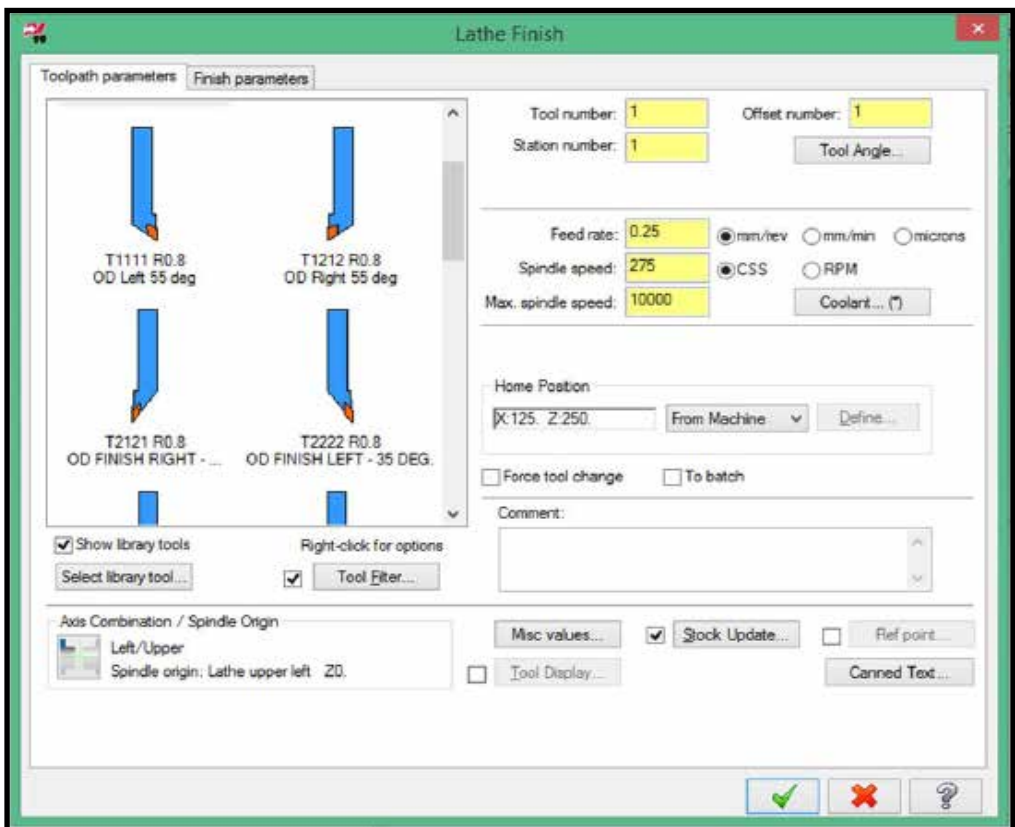 Lathe Finish
Toolpath parameters
Finish parameters
T1111 R0.8
OD Left 55 deg
T1212 R0.8
OD Right 55 deg
T2121 R0.8
OD FINISH RIGHT - ...
T2222 R0.8
OD FINISH LEFT - 35 DEG.
Show library tools
Right-click for options
Select library tool...
Tool Filter...
Tool number: 1
Offset number: 1
Station number: 1
Tool Angle...
Feed rate: 0.25 mm/rev mm/min microns
Spindle speed: 275 CSS RPM
Max. spindle speed: 10000 Coolant... (*)
Home Position
X:125. Z:250. From Machine Define...
Force tool change To batch
Comment:
Axis Combination / Spindle Origin
Left/Upper
Spindle origin: Lathe upper left Z0.
Misc values... Stock Update... Ref point...
Tool Display... Canned Text...